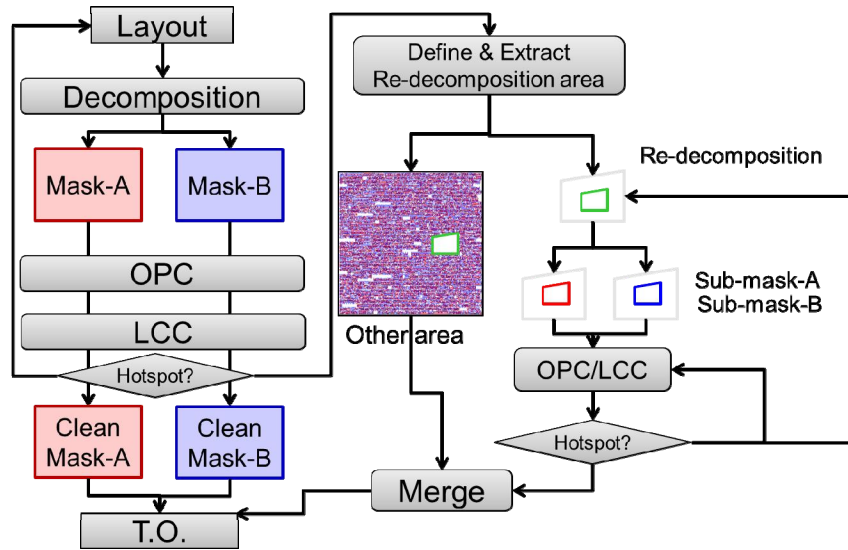 Layout
Decomposition
Mask-A
Mask-B
OPC
LCC
Hotspot?
Clean
Mask-A
Clean
Mask-B
T.O.
Define & Extract
Re-decomposition area
Other area
Re-decomposition
Sub-mask-A
Sub-mask-B
OPC/LCC
Hotspot?
Merge